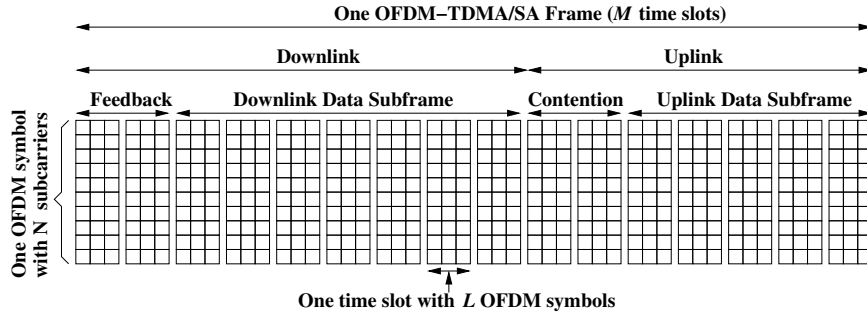 One OFDM–TDMA/SA Frame (M time slots)
Downlink Uplink
Feedback Downlink Data Subframe Contention Uplink Data Subframe
One OFDM symbol
with N subcarriers
One time slot with L OFDM symbols